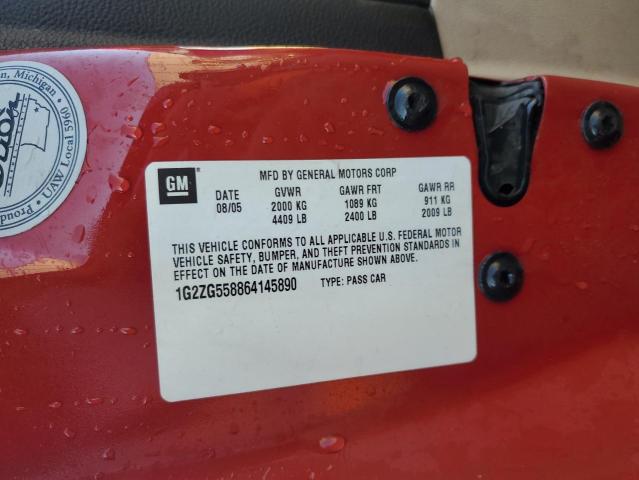 on, Michigan
UAW Local 5960
Proud
GM
MFD BY GENERAL MOTORS CORP
DATE GVWR GAWR FRT GAWR RR
08/05 2000 KG 1089 KG 911 KG
4409 LB 2400 LB 2009 LB
THIS VEHICLE CONFORMS TO ALL APPLICABLE U.S. FEDERAL MOTOR
VEHICLE SAFETY, BUMPER, AND THEFT PREVENTION STANDARDS IN
EFFECT ON THE DATE OF MANUFACTURE SHOWN ABOVE.
1G2ZG558864145890 TYPE: PASS CAR